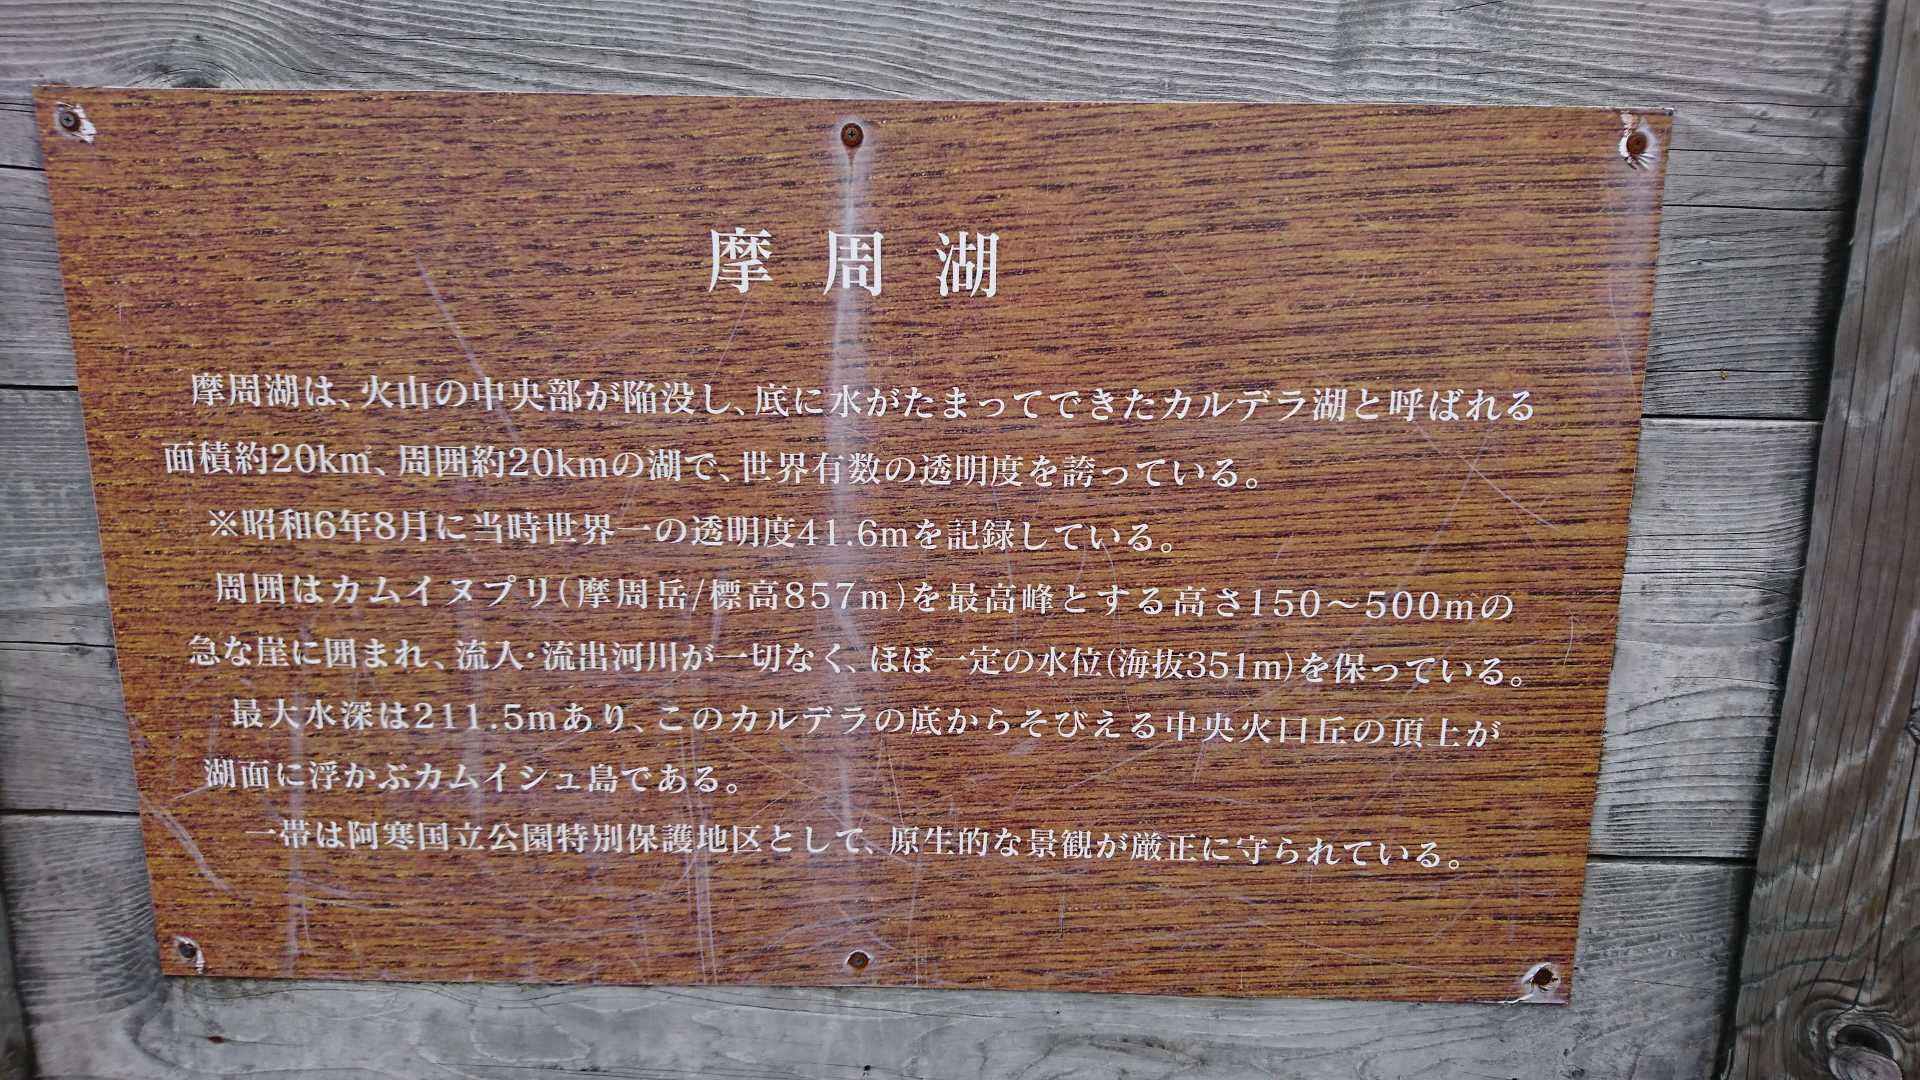 摩周湖
摩周湖は、火山の中央部が陥没し、底に水がたまってできたカルデラ湖と呼ばれる
面積約20k㎡、周囲約20kmの湖で、世界有数の透明度を誇っている。
※昭和6年8月に当時世界一の透明度41.6mを記録している。
周囲はカムイヌプリ(摩周岳/標高857m)を最高峰とする高さ150～500mの
急な崖に囲まれ、流入・流出河川が一切なく、ほぼ一定の水位(海抜351m)を保っている。
最大水深は211.5mあり、このカルデラの底からそびえる中央火口丘の頂上が
湖面に浮かぶカムイシュ島である。
一帯は阿寒国立公園特別保護地区として、原生的な景観が厳正に守られている。